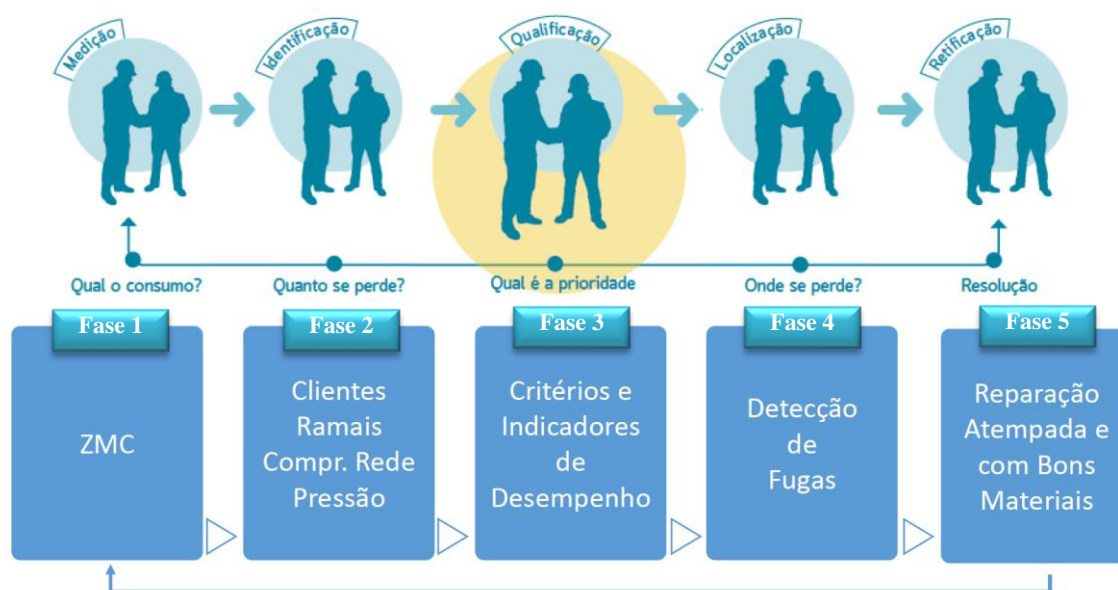 Medição
Identificação
Qualificação
Localização
Retificação
Qual o consumo?
Quanto se perde?
Qual é a prioridade
Onde se perde?
Resolução
Fase 1
Fase 2
Fase 3
Fase 4
Fase 5
ZMC
Clientes
Ramais
Compr. Rede
Pressão
Critérios e
Indicadores
de
Desempenho
Detecção
de
Fugas
Reparação
Atempada e
com Bons
Materiais